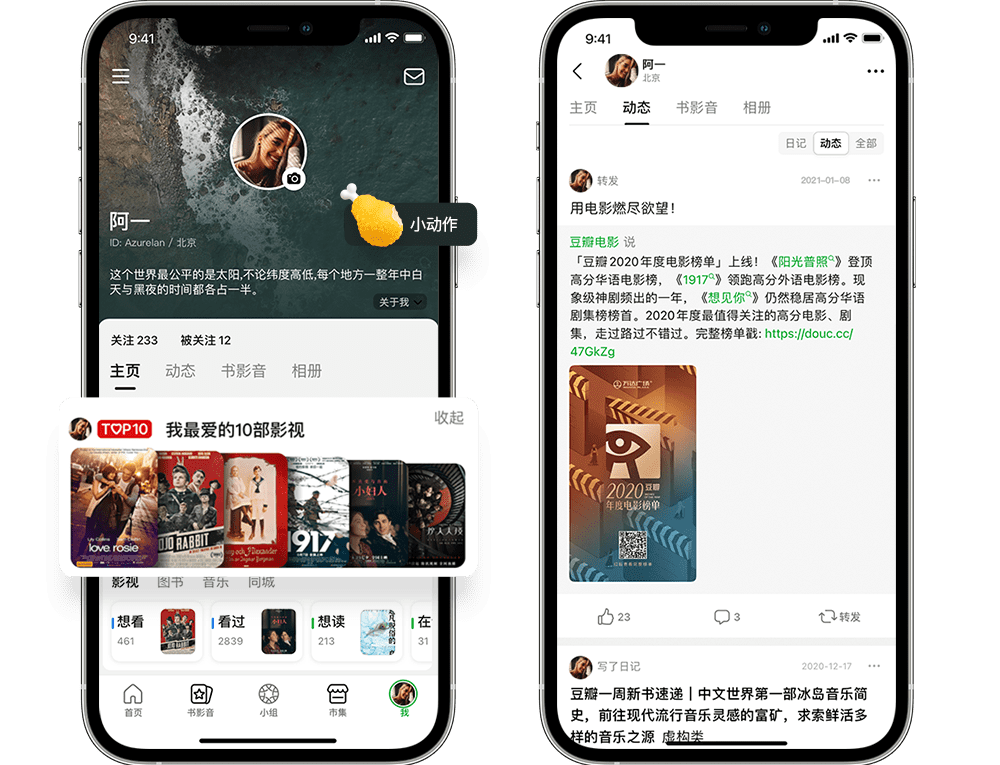 9:41
阿一
ID: Azurelan / 北京
小动作
这个世界最公平的是太阳,不论纬度高低,每个地方一整年中白
天与黑夜的时间都各占一半。
关于我
关注 233 被关注 12
主页 动态 书影音 相册
TOP10 我最爱的10部影视 收起
Lily Collins Sam Claflin
love, rosie
JOJO RABBIT
1917
小妇人
影视 图书 音乐 同城
想看 看过 想读 在
461 2839 213 31
首页 书影音 小组 市集 我
9:41
阿一
北京
主页 动态 书影音 相册
日记 动态 全部
转发 2021-01-08
用电影燃尽欲望!
豆瓣电影 说
「豆瓣2020年度电影榜单」上线! 《阳光普照》登顶
高分华语电影榜, 《1917》领跑高分外语电影榜。现
象级神剧频出的一年, 《想见你》仍然稳居高分华语
剧集榜榜首。2020年度最值得关注的高分电影、剧
集, 走过路过不错过。完整榜单戳: https://douc.cc/
47GkZg
万达广场
2020 豆瓣
年度电影榜单
23 3 转发
写了日记 2020-12-17
豆瓣一周新书速递丨中文世界第一部冰岛音乐简
史，前往现代流行音乐灵感的富矿，求索鲜活多
样的音乐之源 虚构类